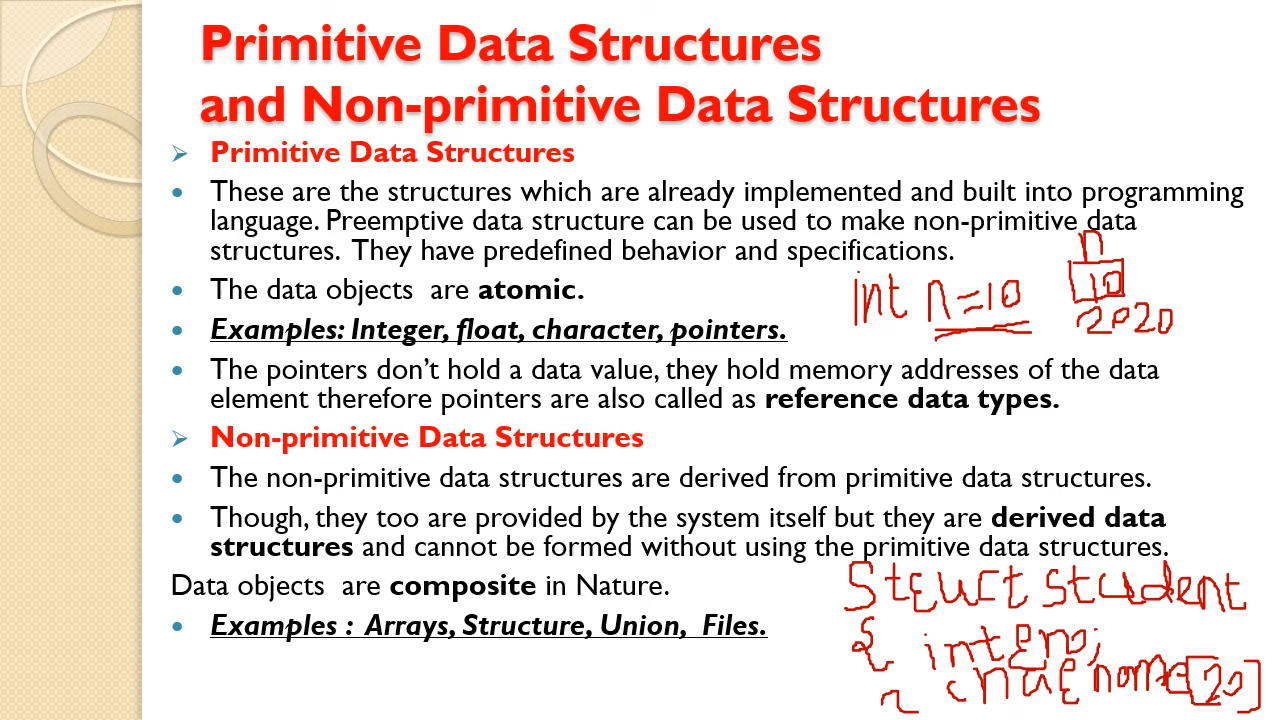 Primitive Data Structures
and Non-primitive Data Structures
Primitive Data Structures
These are the structures which are already implemented and built into programming
language. Preemptive data structure can be used to make non-primitive data
structures. They have predefined behavior and specifications.
n
10
2020
The data objects are atomic.
int n=10
Examples: Integer, float, character, pointers.
The pointers don't hold a data value, they hold memory addresses of the data
element therefore pointers are also called as reference data types.
Non-primitive Data Structures
The non-primitive data structures are derived from primitive data structures.
Though, they too are provided by the system itself but they are derived data
structures and cannot be formed without using the primitive data structures.
Data objects are composite in Nature.
Struct student
Examples : Arrays, Structure, Union, Files.
{ int
char name[20]